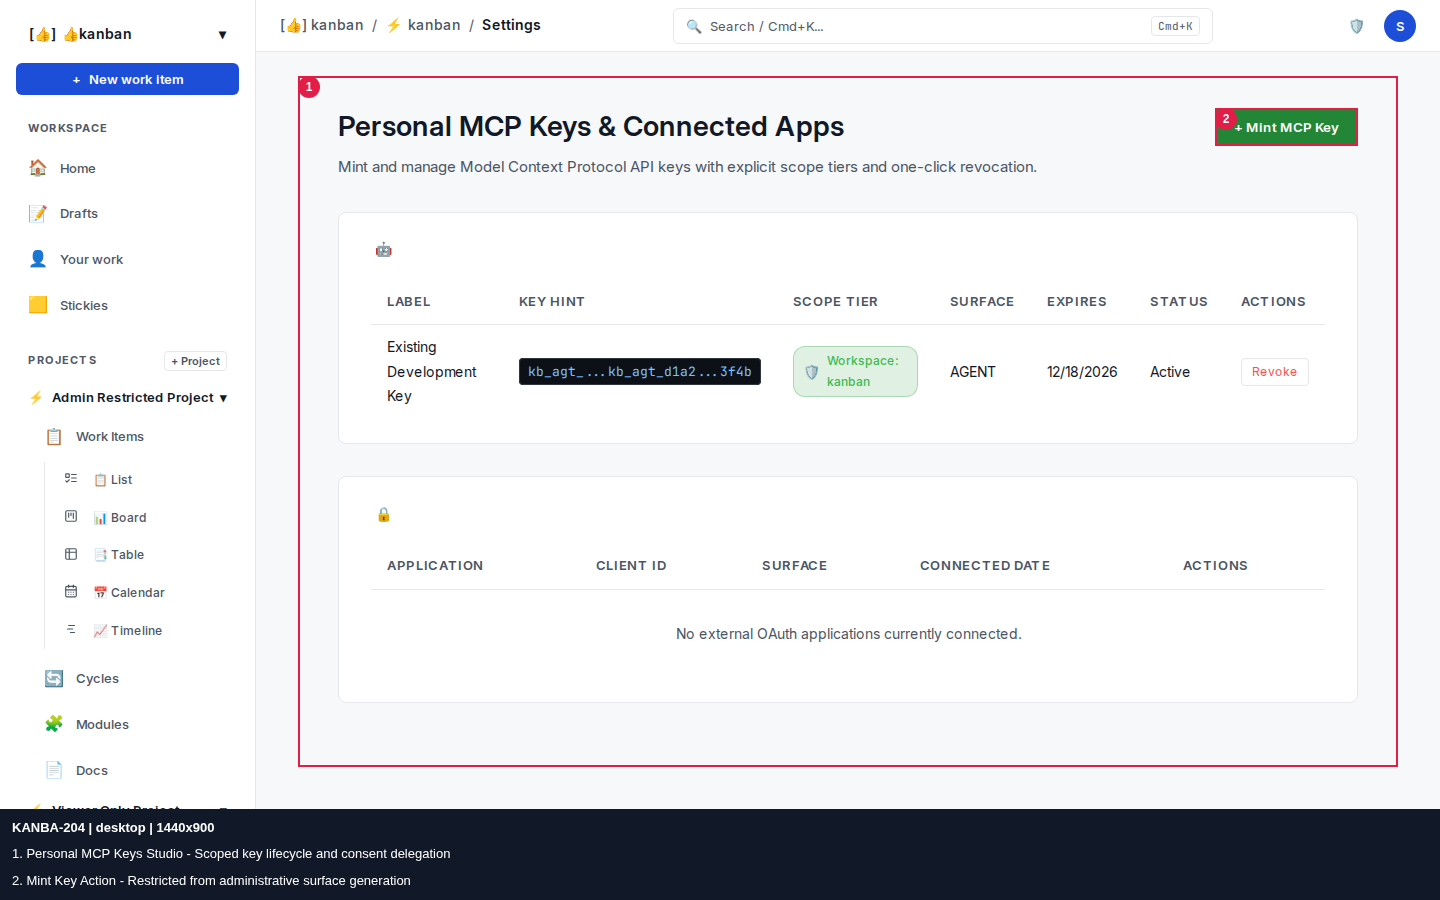 [👍] 👍kanban ▾
+ New work item
WORKSPACE
🏠 Home
📝 Drafts
👤 Your work
🟨 Stickies
PROJECTS + Project
⚡ Admin Restricted Project ▾
📋 Work Items
📋 List
📊 Board
📑 Table
📅 Calendar
📈 Timeline
🔄 Cycles
🧩 Modules
📄 Docs
⚡ Viewer Only Project
[👍] kanban / ⚡ kanban / Settings
🔍 Search / Cmd+K... Cmd+K
🛡️ S
1
Personal MCP Keys & Connected Apps
2 + Mint MCP Key
Mint and manage Model Context Protocol API keys with explicit scope tiers and one-click revocation.
🤖
LABEL KEY HINT SCOPE TIER SURFACE EXPIRES STATUS ACTIONS
Existing
Development
Key
kb_agt_...kb_agt_d1a2...3f4b
🛡️ Workspace:
kanban
AGENT 12/18/2026 Active Revoke
🔒
APPLICATION CLIENT ID SURFACE CONNECTED DATE ACTIONS
No external OAuth applications currently connected.
KANBA-204 | desktop | 1440x900
1. Personal MCP Keys Studio - Scoped key lifecycle and consent delegation
2. Mint Key Action - Restricted from administrative surface generation